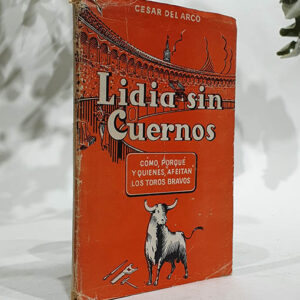 CESAR DEL ARCO
Lidia sin
Cuernos
CÓMO, PORQUÉ
Y QUIENES, AFEITAN
LOS TOROS BRAVOS